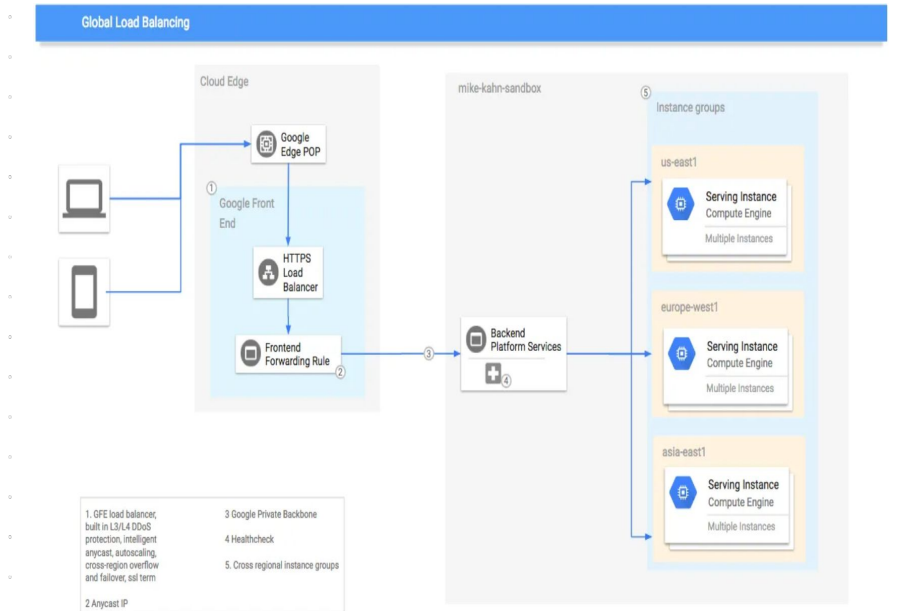 Global Load Balancing
Cloud Edge
Google
Edge POP
1
Google Front
End
HTTPS
Load
Balancer
Frontend
Forwarding Rule
2
3
mike-kahn-sandbox
Backend
Platform Services
4
5
Instance groups
us-east1
Serving Instance
Compute Engine
Multiple Instances
europe-west1
Serving Instance
Compute Engine
Multiple Instances
asia-east1
Serving Instance
Compute Engine
Multiple Instances
1. GFE load balancer,
built in L3/L4 DDoS
protection, intelligent
anycast, autoscaling,
cross-region overflow
and failover, ssl term
2 Anycast IP
3 Google Private Backbone
4 Healthcheck
5. Cross regional instance groups